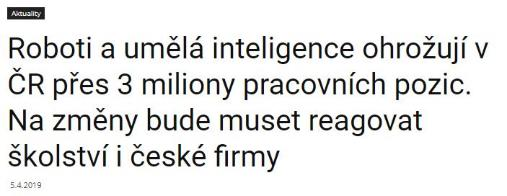 Aktuality
Roboti a umělá inteligence ohrožují v
ČR přes 3 miliony pracovních pozic.
Na změny bude muset reagovat
školství i české firmy
5.4.2019